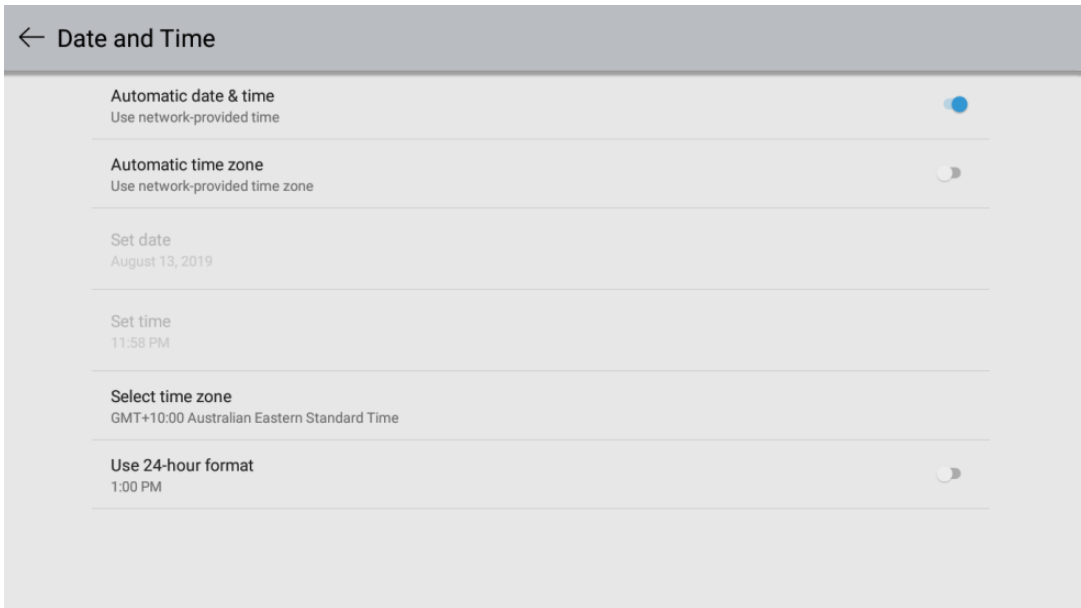 Date and Time
Automatic date & time
Use network-provided time
Automatic time zone
Use network-provided time zone
Set date
August 13, 2019
Set time
11:58 PM
Select time zone
GMT+10:00 Australian Eastern Standard Time
Use 24-hour format
1:00 PM